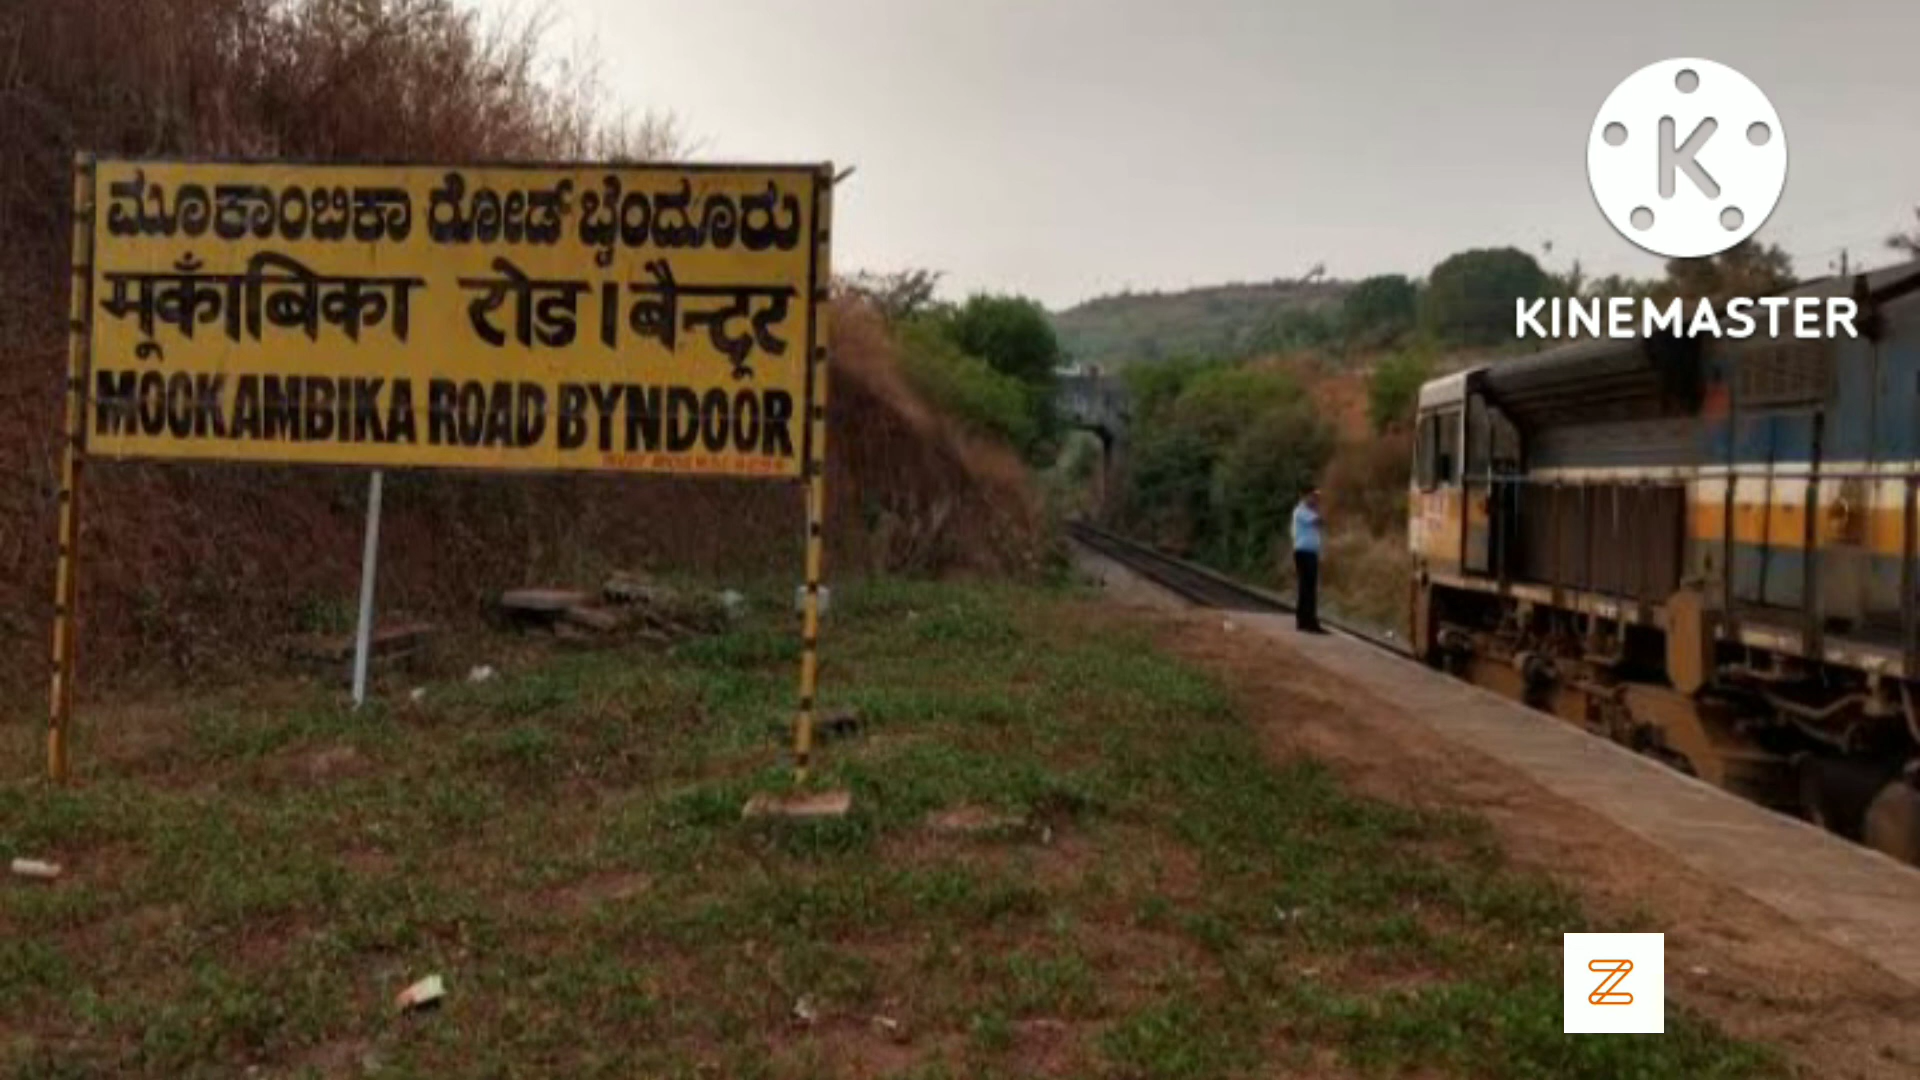 ಮೂಕಾಂಬಿಕಾ ರೋಡ್ ಬೈಂದೂರು
मूकाँबिका रोड । बैन्दूर
MOOKAMBIKA ROAD BYNDOOR
K
KINEMASTER
Z